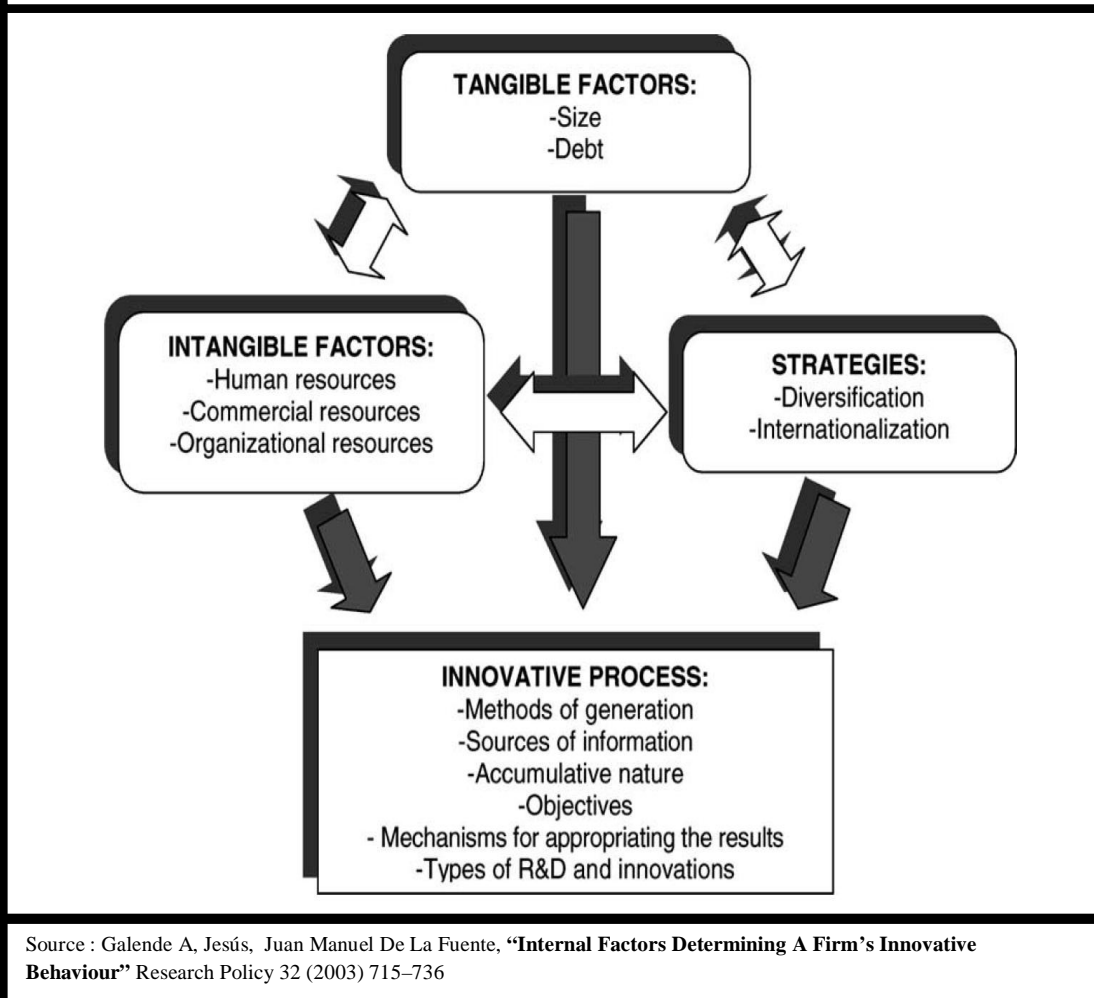 TANGIBLE FACTORS:
-Size
-Debt
INTANGIBLE FACTORS:
-Human resources
-Commercial resources
-Organizational resources
STRATEGIES:
-Diversification
-Internationalization
INNOVATIVE PROCESS:
-Methods of generation
-Sources of information
-Accumulative nature
-Objectives
- Mechanisms for appropriating the results
-Types of R&D and innovations
Source : Galende A, Jesús, Juan Manuel De La Fuente, “Internal Factors Determining A Firm’s Innovative
Behaviour” Research Policy 32 (2003) 715–736